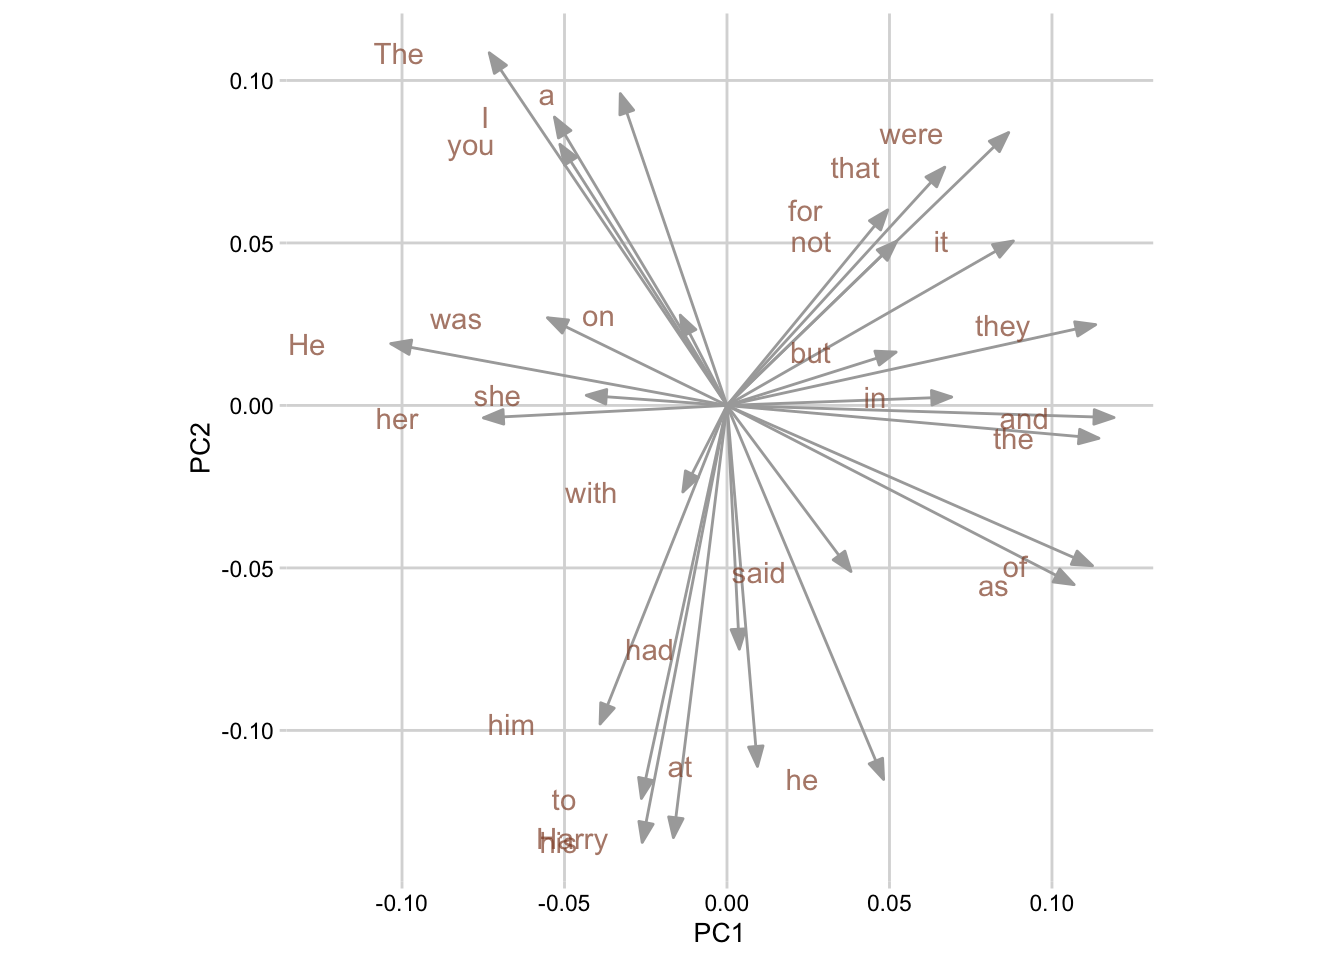 The
0.10
a
I
were
you
that
for
0.05
not
it
on
was
they
He
but
she
in
0.00
her
and
the
PC2
with
-0.05
of
said
as
had
him
-0.10
at
he
to
Harry
his
-0.10
-0.05
0.00
0.05
0.10
PC1